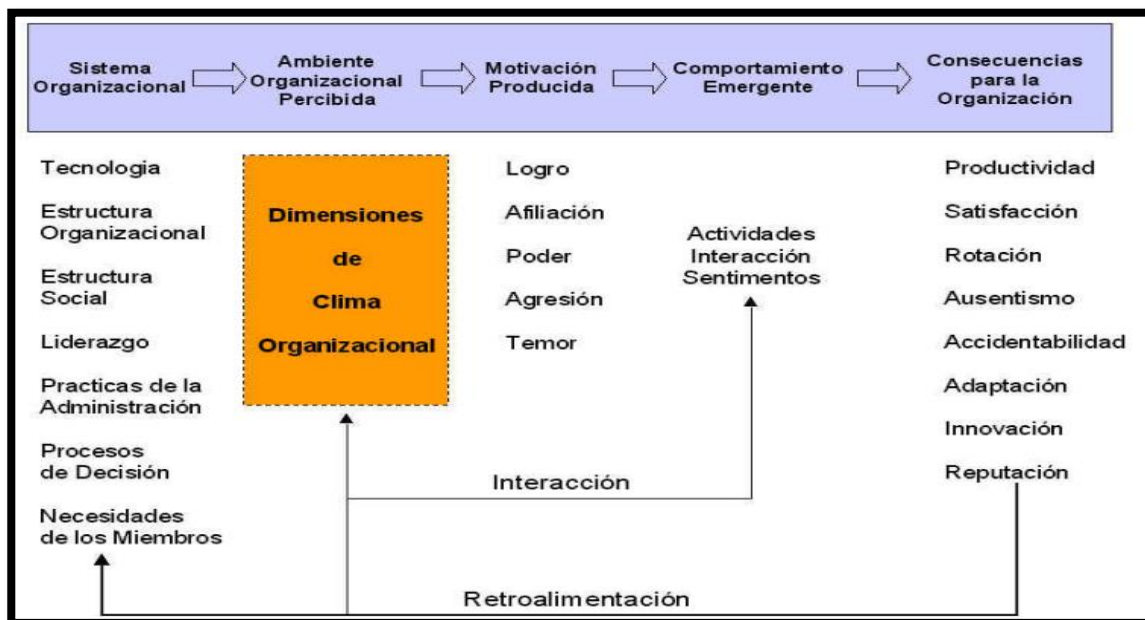 Sistema
Organizacional
Ambiente
Organizacional
Percibida
Motivación
Producida
Comportamiento
Emergente
Consecuencias
para la
Organización
Tecnologia
Estructura
Organizacional
Estructura
Social
Liderazgo
Practicas de la
Administración
Procesos
de Decisión
Necesidades
de los Miembros
Dimensiones
de
Clima
Organizacional
Logro
Afiliación
Poder
Agresión
Temor
Actividades
Interacción
Sentimentos
Productividad
Satisfacción
Rotación
Ausentismo
Accidentabilidad
Adaptación
Innovación
Reputación
Interacción
Retroalimentación